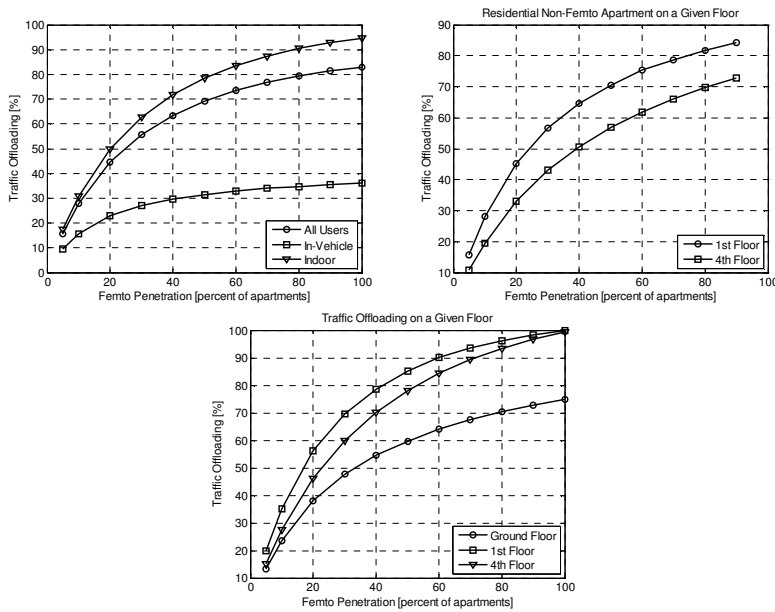 100
90
80
70
60
50
40
30
20
10
0
Traffic Offloading [%]
0 20 40 60 80 100
Femto Penetration [percent of apartments]
All Users
In-Vehicle
Indoor
Residential Non-Femto Apartment on a Given Floor
90
80
70
60
50
40
30
20
10
Traffic Offloading [%]
0 20 40 60 80 100
Femto Penetration [percent of apartments]
1st Floor
4th Floor
Traffic Offloading on a Given Floor
100
90
80
70
60
50
40
30
20
10
Traffic Offloading [%]
0 20 40 60 80 100
Femto Penetration [percent of apartments]
Ground Floor
1st Floor
4th Floor